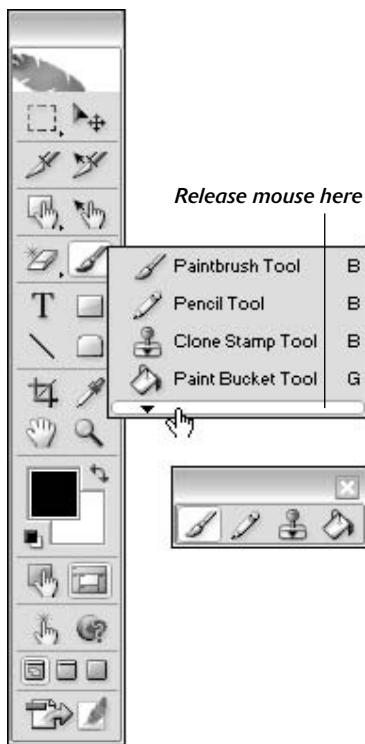 Release mouse here
Paintbrush Tool B
Pencil Tool B
T
Clone Stamp Tool B
Paint Bucket Tool G